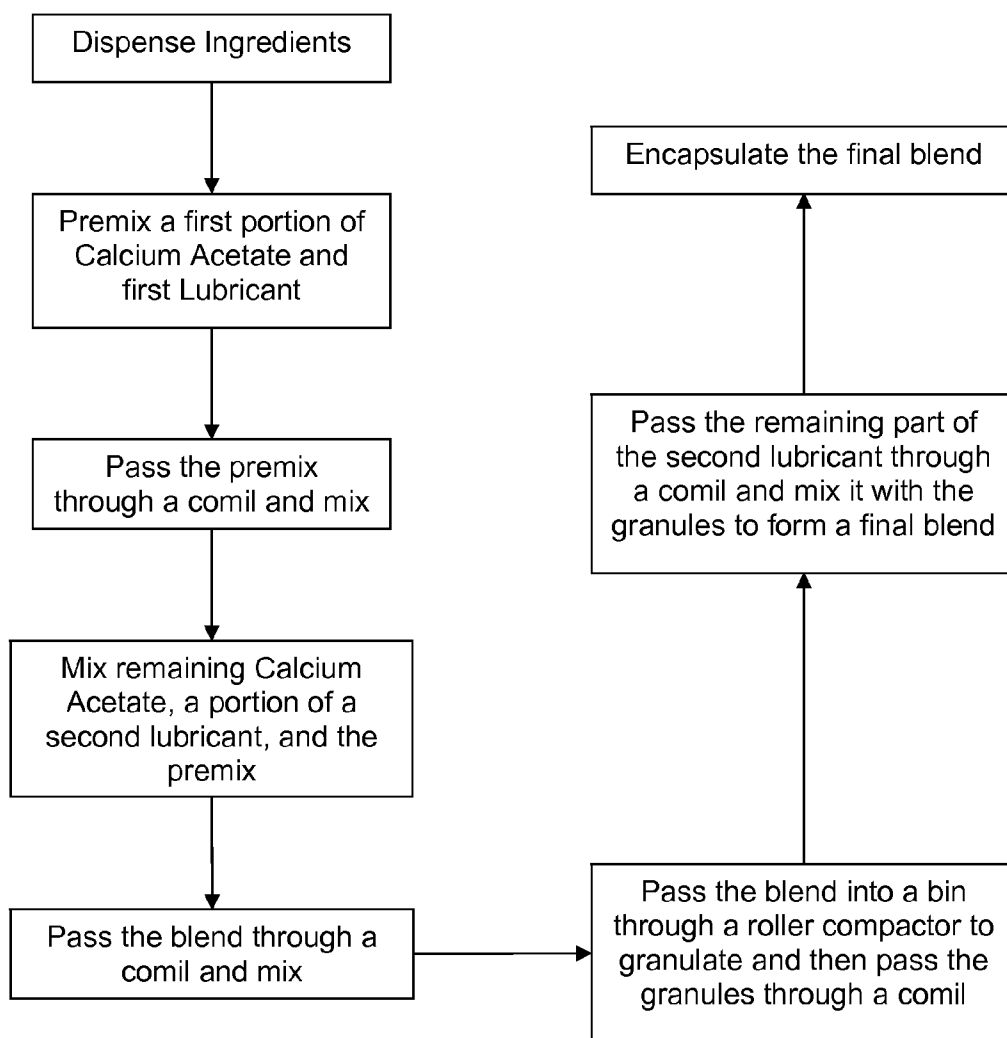 Dispense Ingredients
Premix a first portion of
Calcium Acetate and
first Lubricant
Pass the premix
through a comil and mix
Mix remaining Calcium
Acetate, a portion of a
second lubricant, and the
premix
Pass the blend through a
comil and mix
Pass the blend into a bin
through a roller compactor to
granulate and then pass the
granules through a comil
Pass the remaining part of
the second lubricant through
a comil and mix it with the
granules to form a final blend
Encapsulate the final blend